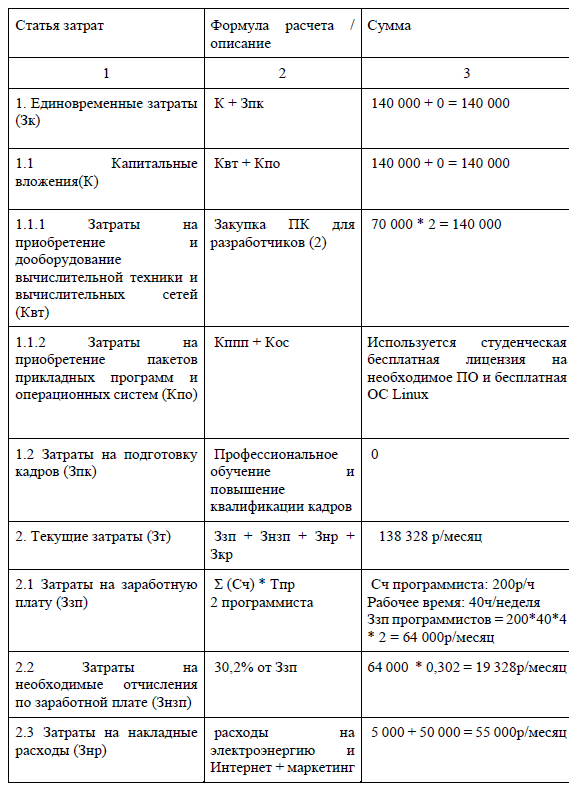 Статья затрат
Формула расчета /
описание
Сумма
1
2
3
1. Единовременные затраты
(Зк)
К + Зпк
140 000 + 0 = 140 000
1.1 Капитальные
вложения(К)
Квт + Кпо
140 000 + 0 = 140 000
1.1.1 Затраты на
приобретение и
дооборудование
вычислительной техники и
вычислительных сетей
(Квт)
Закупка ПК для
разработчиков (2)
70 000 * 2 = 140 000
1.1.2 Затраты на
приобретение пакетов
прикладных программ и
операционных систем (Кпо)
Кппп + Кос
Используется студенческая
бесплатная лицензия на
необходимое ПО и бесплатная
ОС Linux
1.2 Затраты на подготовку
кадров (Зпк)
Профессиональное
обучение и
повышение
квалификации кадров
0
2. Текущие затраты (Зт)
Ззп + Знзп + Знр +
Зкр
138 328 р/месяц
2.1 Затраты на заработную
плату (Ззп)
Σ (Сч) * Тпр
2 программиста
Сч программиста: 200р/ч
Рабочее время: 40ч/неделя
Ззп программистов = 200*40*4
* 2 = 64 000р/месяц
2.2 Затраты на
необходимые отчисления
по заработной плате (Знзп)
30,2% от Ззп
64 000 * 0,302 = 19 328р/месяц
2.3 Затраты на накладные
расходы (Знр)
расходы на
электроэнергию и
Интернет + маркетинг
5 000 + 50 000 = 55 000р/месяц